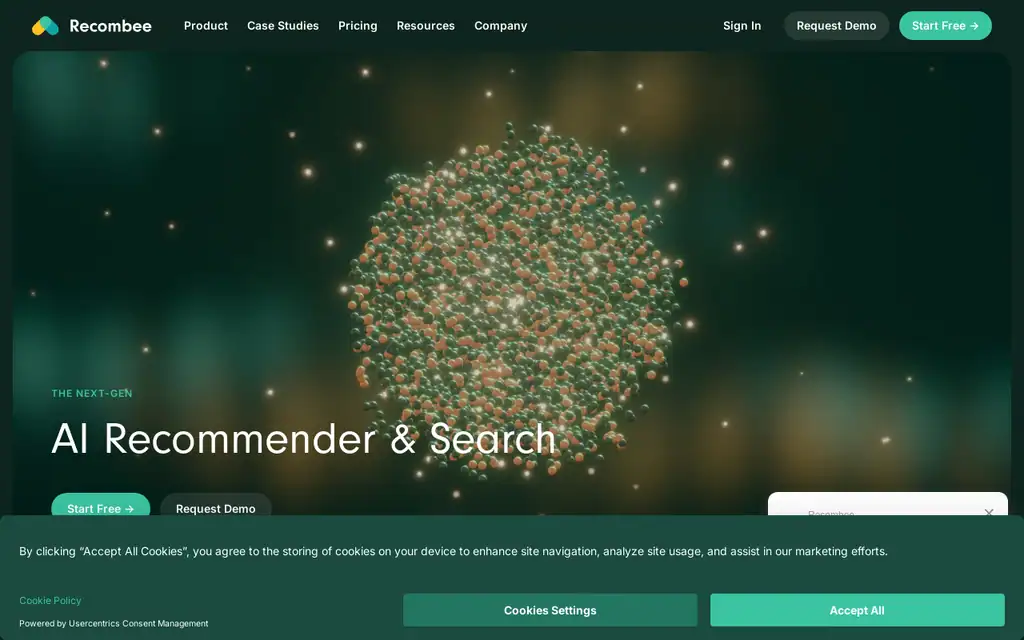 Recombee
Product
Case Studies
Pricing
Resources
Company
Sign In
Request Demo
Start Free →
THE NEXT-GEN
AI Recommender & Search
Start Free →
Request Demo
Recombee
By clicking “Accept All Cookies”, you agree to the storing of cookies on your device to enhance site navigation, analyze site usage, and assist in our marketing efforts.
Cookie Policy
Powered by Usercentrics Consent Management
Cookies Settings
Accept All